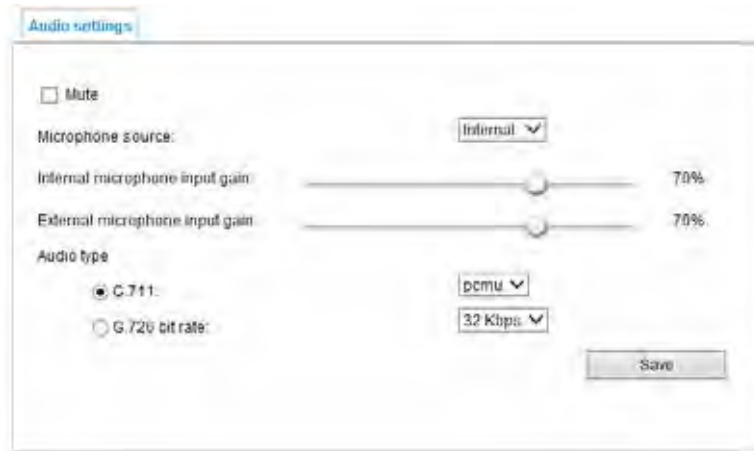 Audio settings
Mute
Microphone source: Internal
Internal microphone input gain 70%
External microphone input gain 70%
Audio type
G.711: pcmu
G.726 bit rate: 32 Kbps
Save